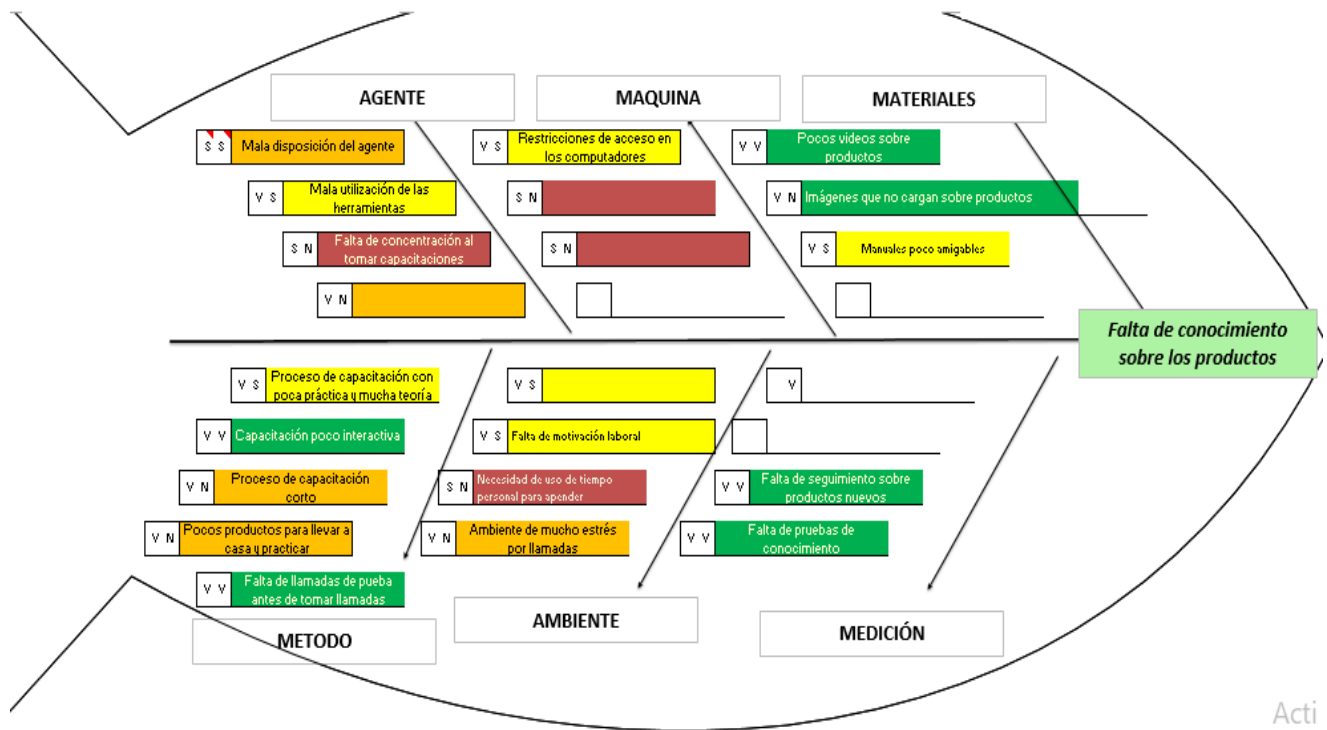 AGENTE
MAQUINA
MATERIALES
S S
Mala disposición del agente
V S
Restricciones de acceso en
los computadores
V V
Pocos videos sobre
productos
V S
Mala utilización de las
herramientas
S N
V N
Imágenes que no cargan sobre productos
S N
Falta de concentración al
tomar capacitaciones
S N
V S
Manuales poco amigables
V N
Falta de conocimiento
sobre los productos
V S
Proceso de capacitación con
poca práctica y mucha teoría
V S
V
V V
Capacitación poco interactiva
V S
Falta de motivación laboral
V N
Proceso de capacitación
corto
S N
Necesidad de uso de tiempo
personal para apender
V V
Falta de seguimiento sobre
productos nuevos
V N
Pocos productos para llevar a
casa y practicar
V N
Ambiente de mucho estrés
por llamadas
V V
Falta de pruebas de
conocimiento
V V
Falta de llamadas de pueba
antes de tomar llamadas
METODO
AMBIENTE
MEDICIÓN
Acti